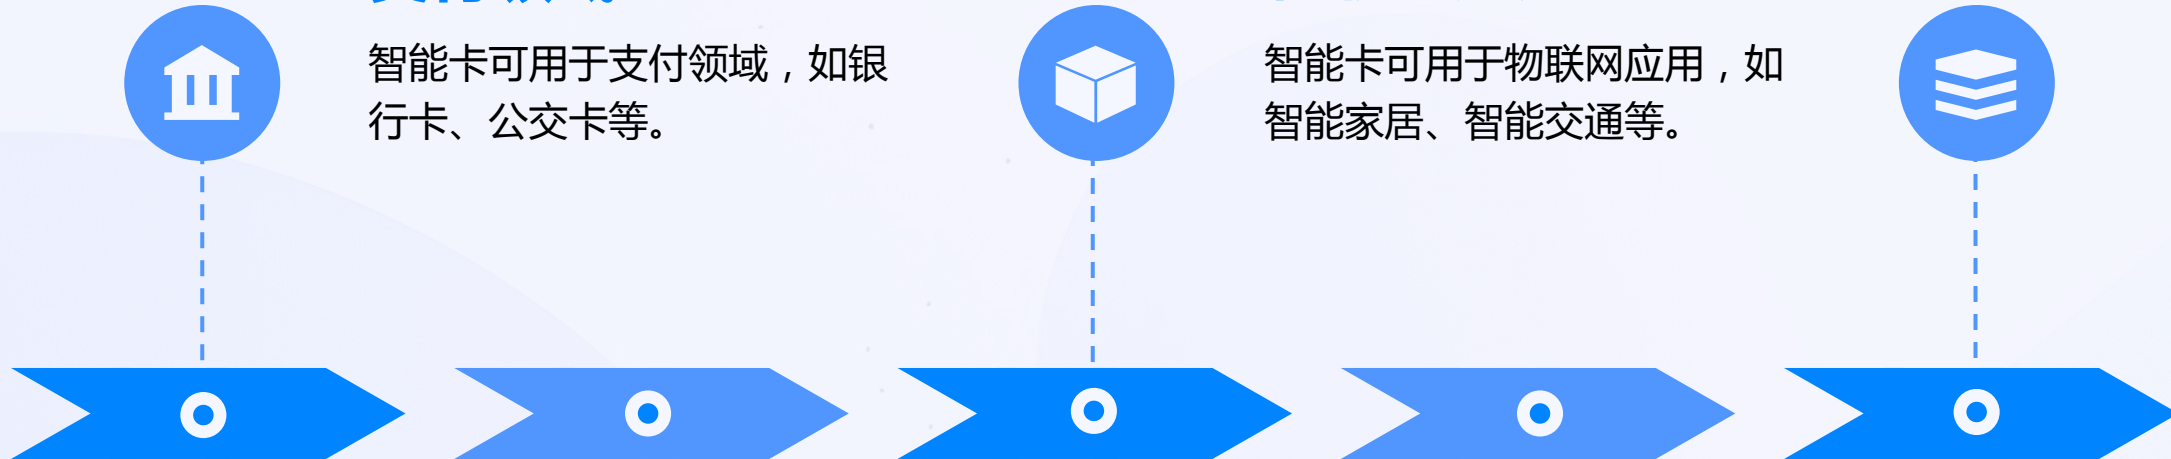 智能卡可用于支付领域，如银
行卡、公交卡等。
智能卡可用于物联网应用，如
智能家居、智能交通等。